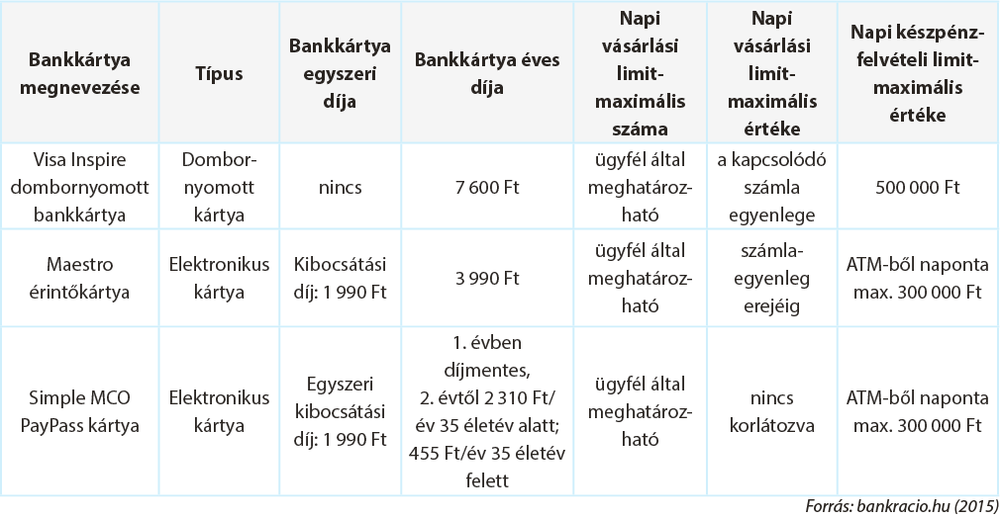 Bankkártya
megnevezése
Típus
Bankkártya
egyszeri
díja
Bankkártya éves
díja
Napi
vásárlási
limit-
maximális
száma
Napi
vásárlási
limit-
maximális
értéke
Napi készpénz-
felvételi limit-
maximális
értéke
Visa Inspire
dombornyomott
bankkártya
Dombor-
nyomott
kártya
nincs
7 600 Ft
ügyfél által
meghatároz-
ható
a kapcsolódó
számla
egyenlege
500 000 Ft
Maestro
érintőkártya
Elektronikus
kártya
Kibocsátási
díj: 1 990 Ft
3 990 Ft
ügyfél által
meghatároz-
ható
számla-
egyenleg
erejéig
ATM-ből naponta
max. 300 000 Ft
Simple MCO
PayPass kártya
Elektronikus
kártya
Egyszeri
kibocsátási
díj: 1 990 Ft
1. évben
díjmentes,
2. évtől 2 310 Ft/
év 35 életév alatt;
455 Ft/év 35 életév
felett
ügyfél által
meghatároz-
ható
nincs
korlátozva
ATM-ből naponta
max. 300 000 Ft
Forrás: bankracio.hu (2015)